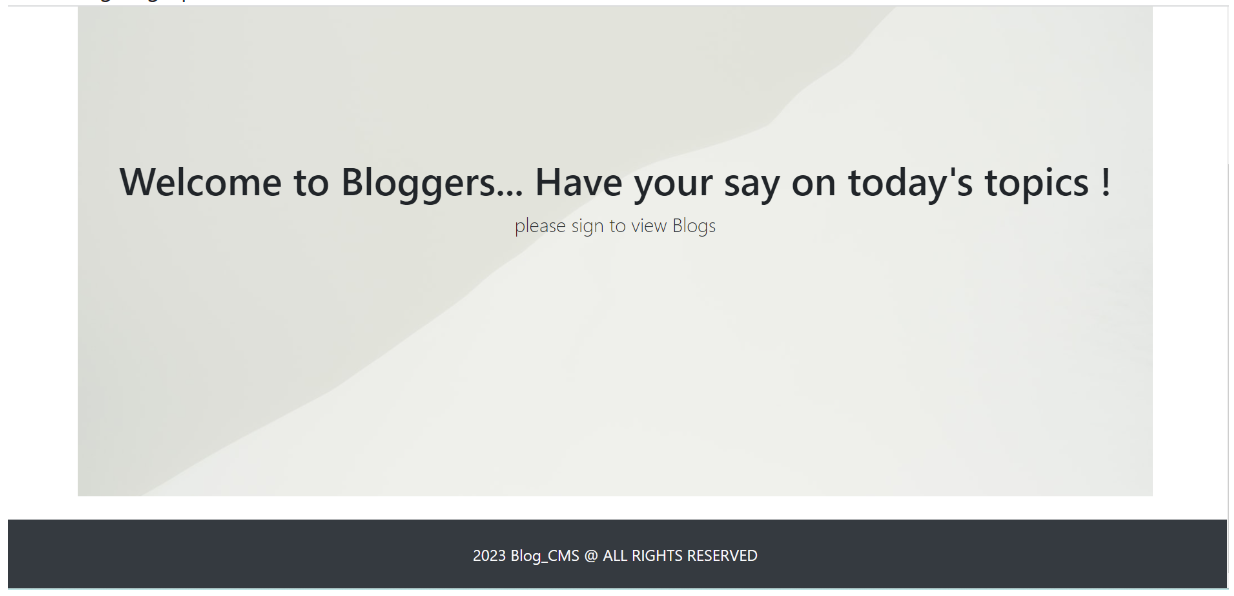 Welcome to Bloggers... Have your say on today's topics !
please sign to view Blogs
2023 Blog_CMS @ ALL RIGHTS RESERVED